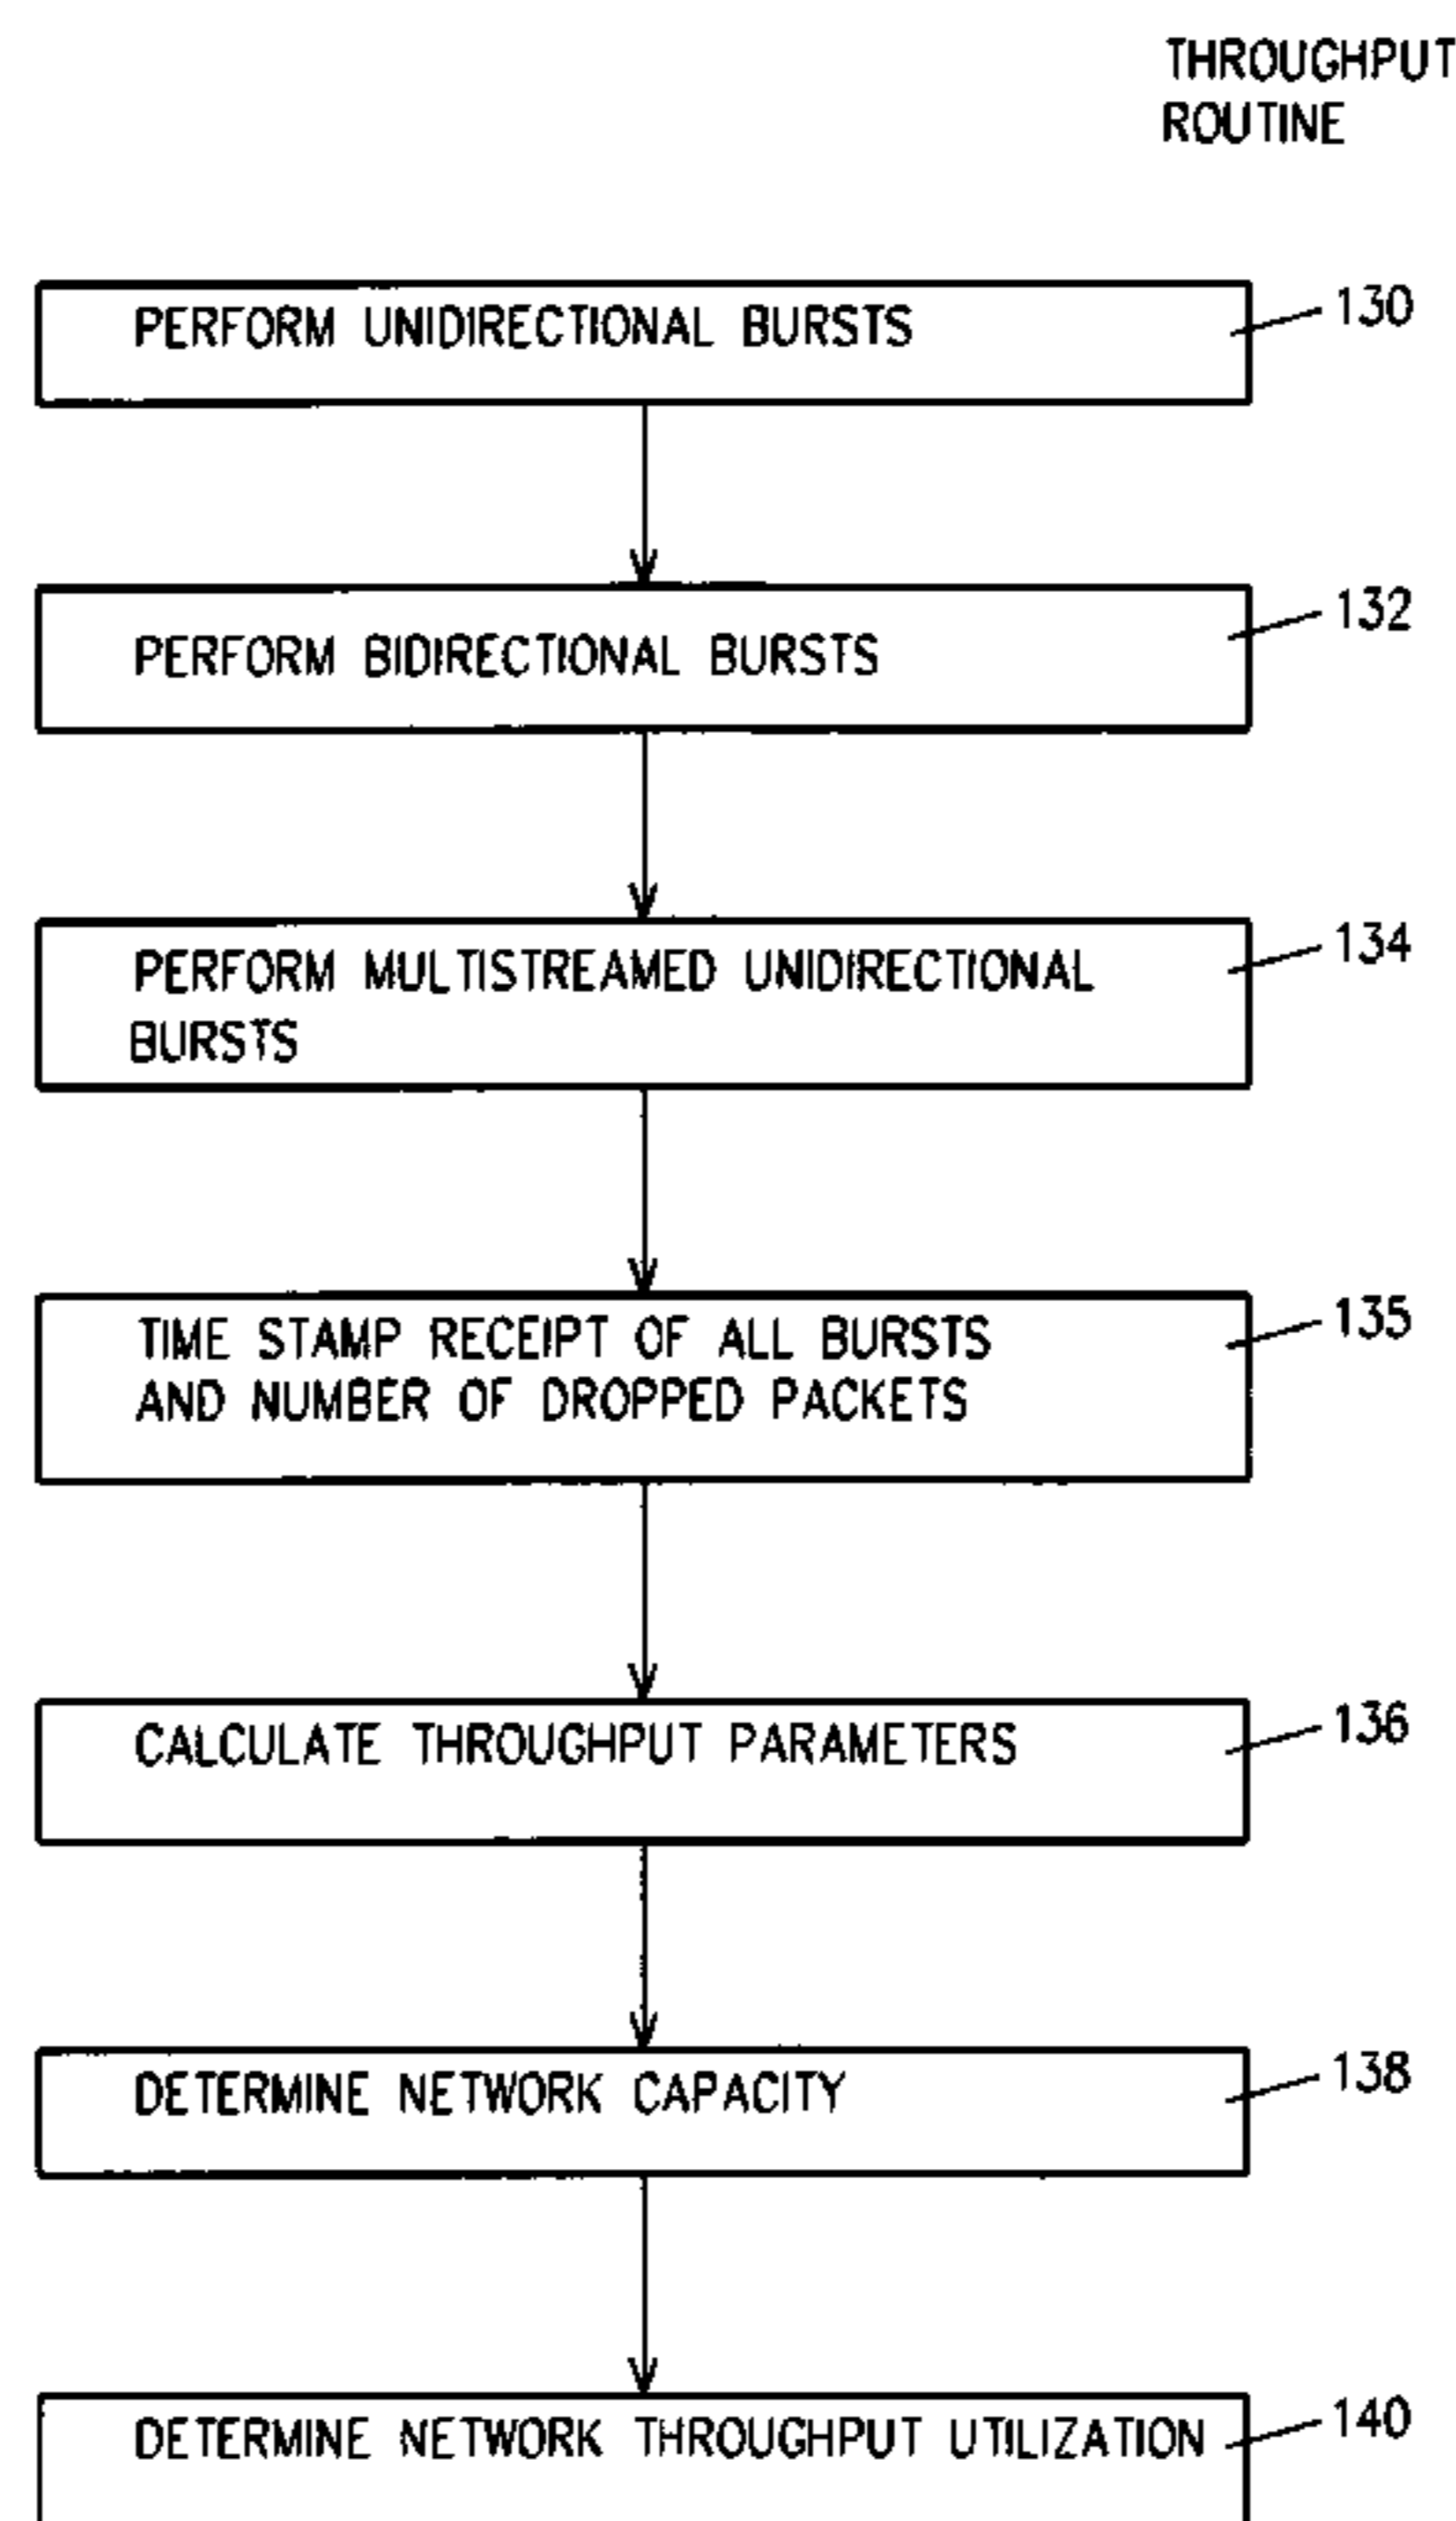 THROUGHPUT
ROUTINE
PERFORM UNIDIRECTIONAL BURSTS
130
PERFORM BIDIRECTIONAL BURSTS
132
PERFORM MULTISTREAMED UNIDIRECTIONAL
BURSTS
134
TIME STAMP RECEIPT OF ALL BURSTS
AND NUMBER OF DROPPED PACKETS
135
CALCULATE THROUGHPUT PARAMETERS
136
DETERMINE NETWORK CAPACITY
138
DETERMINE NETWORK THROUGHPUT UTILIZATION
140